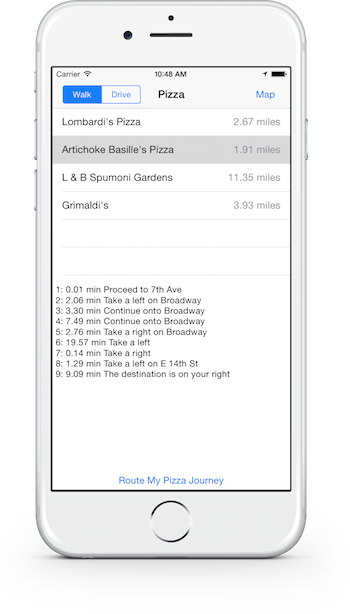 Carrier 10:48 AM
Walk Drive Pizza Map
Lombardi's Pizza 2.67 miles
Artichoke Basille's Pizza 1.91 miles
L & B Spumoni Gardens 11.35 miles
Grimaldi's 3.93 miles
1: 0.01 min Proceed to 7th Ave
2: 2.06 min Take a left on Broadway
3: 3.30 min Continue onto Broadway
4: 7.49 min Continue onto Broadway
5: 2.76 min Take a right on Broadway
6: 19.57 min Take a left
7: 0.14 min Take a right
8: 1.29 min Take a left on E 14th St
9: 9.09 min The destination is on your right
Route My Pizza Journey